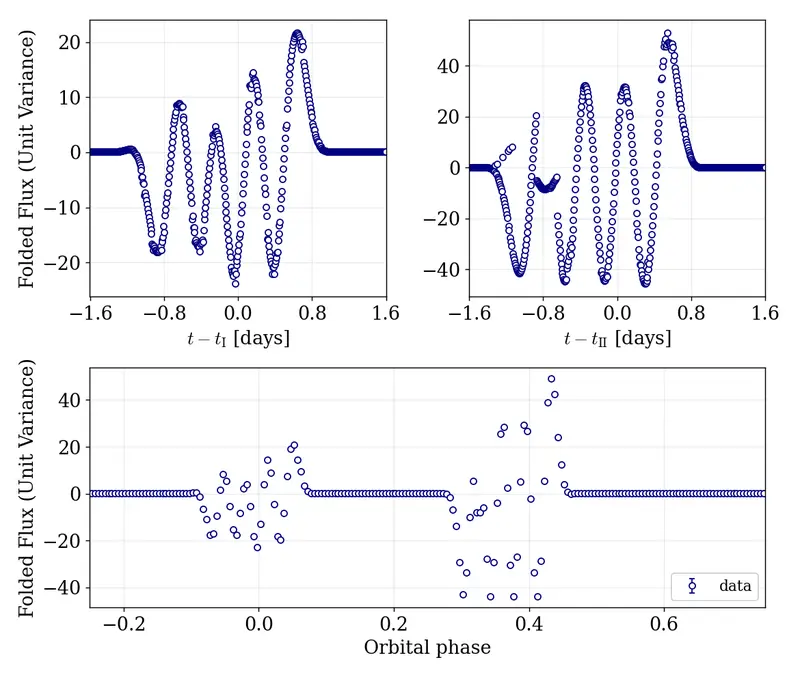 Folded Flux (Unit Variance)
20
10
0
−10
−20
−1.6 −0.8 0.0 0.8 1.6
t − tI [days]
40
20
0
−20
−40
−1.6 −0.8 0.0 0.8 1.6
t − tII [days]
Folded Flux (Unit Variance)
40
20
0
−20
−40
−0.2 0.0 0.2 0.4 0.6
Orbital phase
data